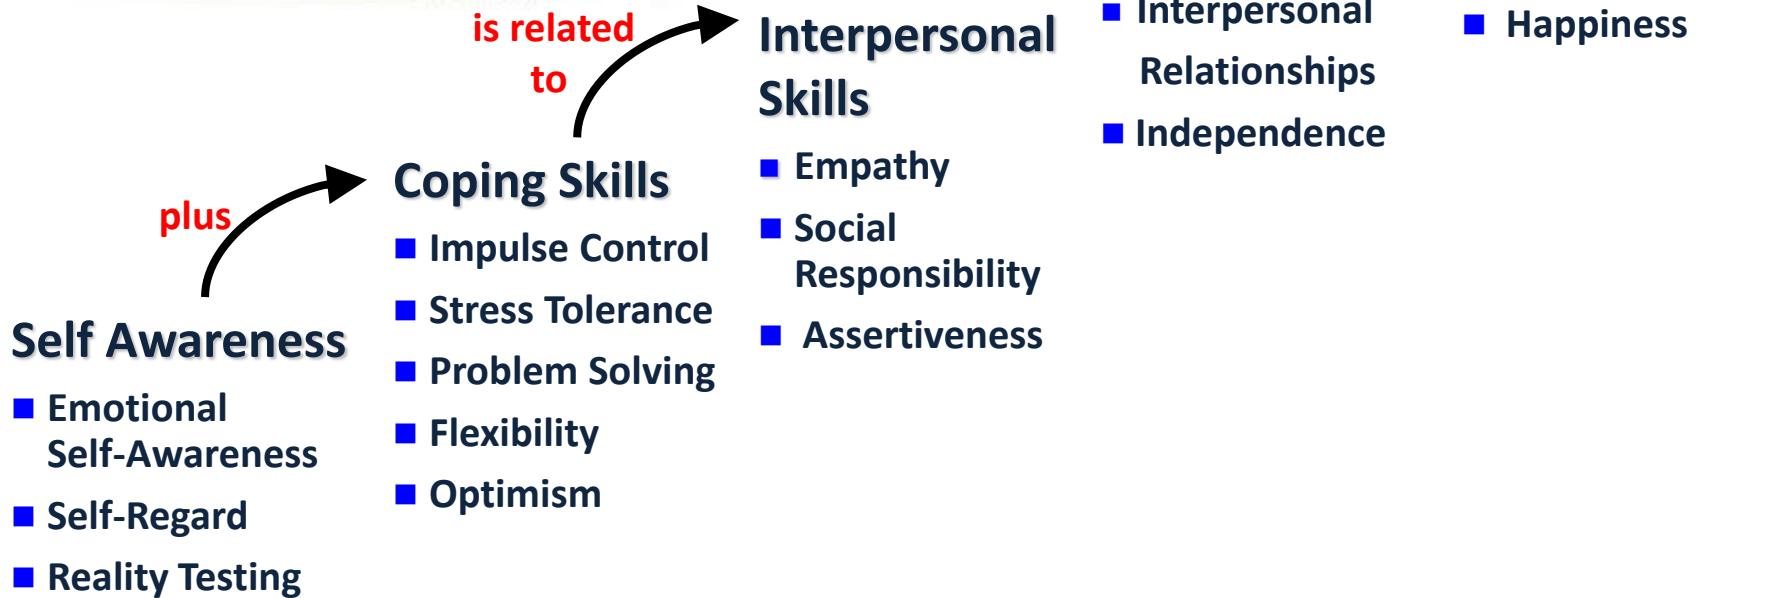 is related
to
Interpersonal
Skills
Empathy
Social
Responsibility
Assertiveness
Interpersonal
Relationships
Independence
Happiness
plus
Coping Skills
Impulse Control
Stress Tolerance
Problem Solving
Flexibility
Optimism
Self Awareness
Emotional
Self-Awareness
Self-Regard
Reality Testing